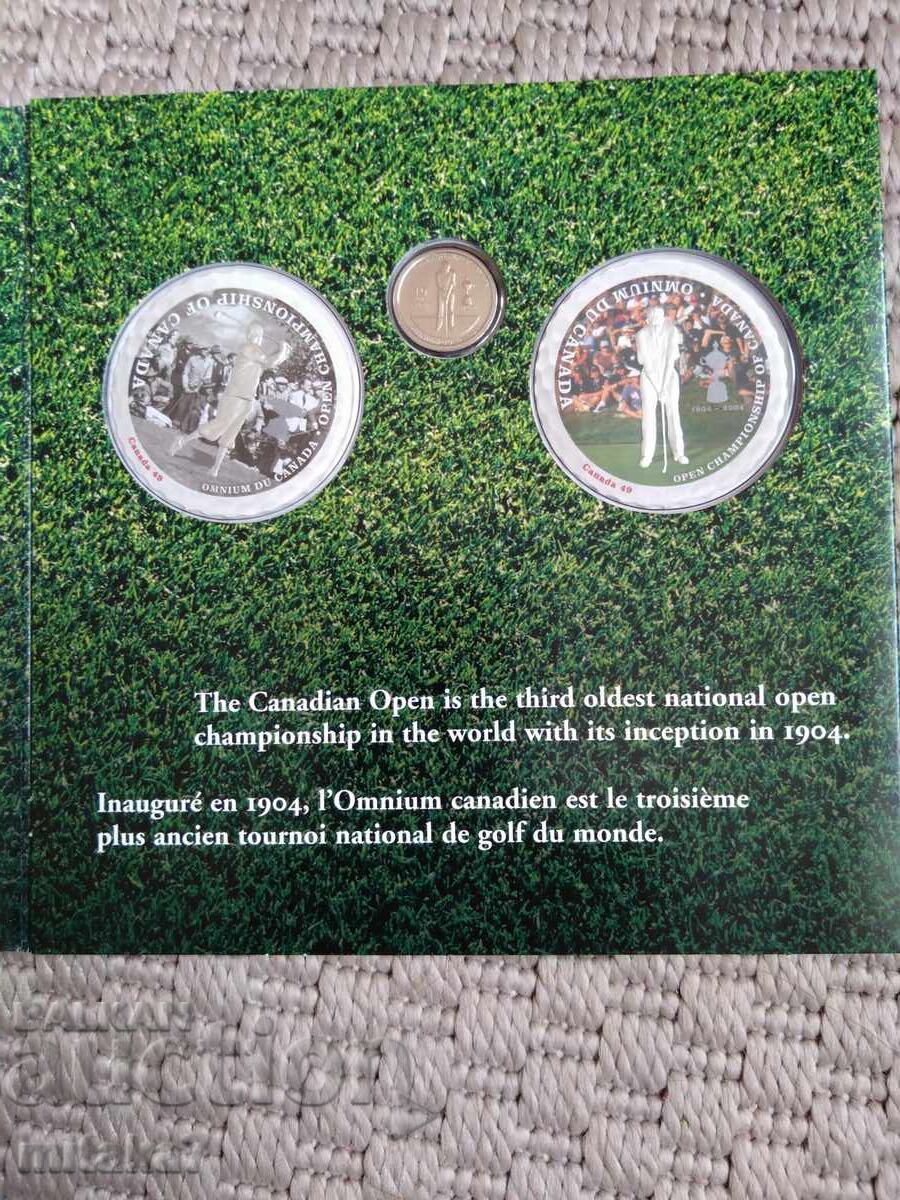 OPEN CHAMPIONSHIP OF CANADA
OMNIUM DU CANADA
Canada 49
OMNIUM DU CANADA
OPEN CHAMPIONSHIP OF CANADA
1904 - 2004
Canada 49
The Canadian Open is the third oldest national open
championship in the world with its inception in 1904.
Inauguré en 1904, l'Omnium canadien est le troisième
plus ancien tournoi national de golf du monde.
BALKAN
auction
mitaka7